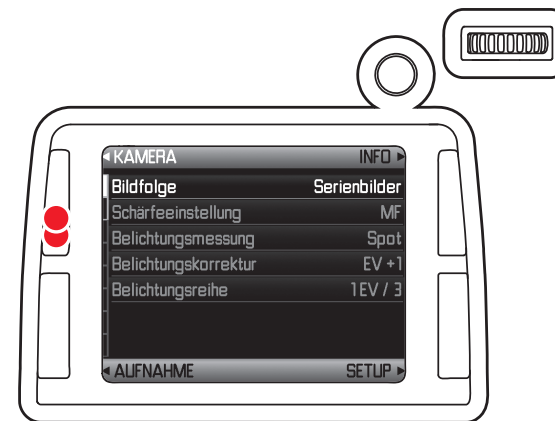 KAMERA INFO
Bildfolge Serienbilder
Schärfeeinstellung MF
Belichtungsmessung Spot
Belichtungskorrektur EV +1
Belichtungsreihe 1EV / 3
AUFNAHME SETUP